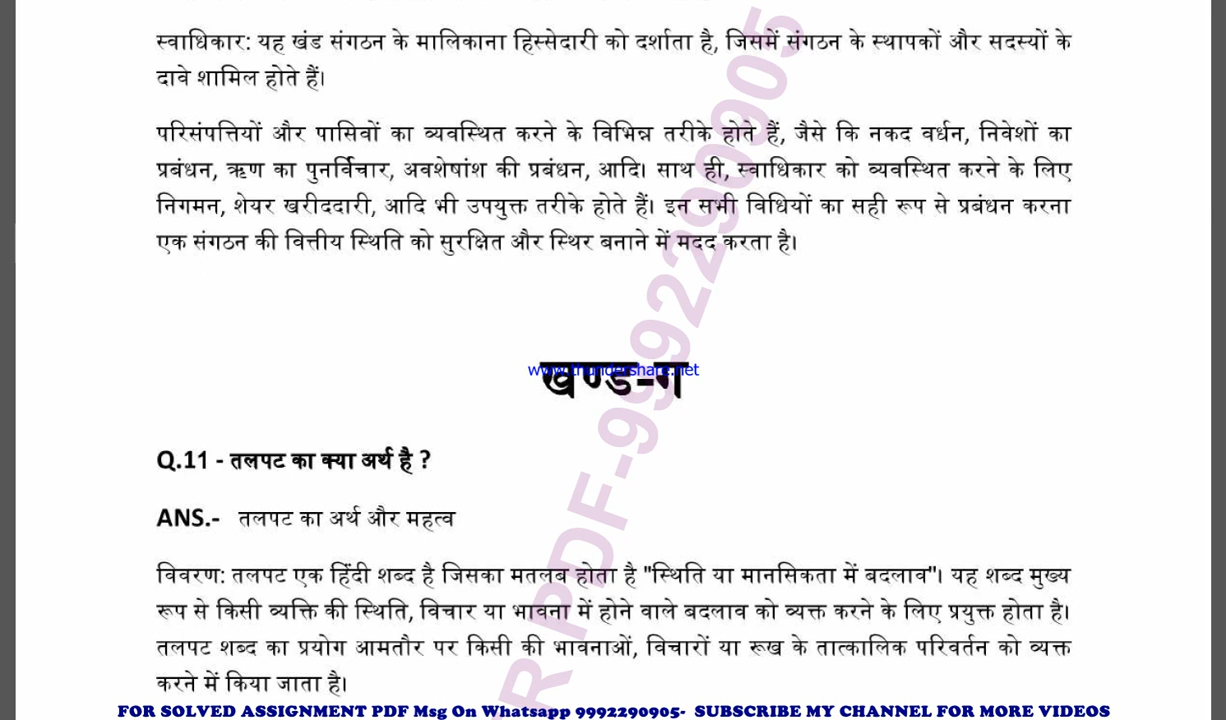 स्वाधिकार: यह खंड संगठन के मालिकाना हिस्सेदारी को दर्शाता है, जिसमें संगठन के स्थापकों और सदस्यों के
दावे शामिल होते हैं।
परिसंपत्तियों और पासिवों का व्यवस्थित करने के विभिन्न तरीके होते हैं, जैसे कि नकद वर्धन, निवेशों का
प्रबंधन, ऋण का पुनर्विचार, अवशेषांश की प्रबंधन, आदि। साथ ही, स्वाधिकार को व्यवस्थित करने के लिए
निगमन, शेयर खरीददारी, आदि भी उपयुक्त तरीके होते हैं। इन सभी विधियों का सही रूप से प्रबंधन करना
एक संगठन की वित्तीय स्थिति को सुरक्षित और स्थिर बनाने में मदद करता है।
खण्ड-ग
www.thundershare.net
Q.11 - तलपट का क्या अर्थ है ?
ANS.- तलपट का अर्थ और महत्व
विवरण: तलपट एक हिंदी शब्द है जिसका मतलब होता है "स्थिति या मानसिकता में बदलाव"। यह शब्द मुख्य
रूप से किसी व्यक्ति की स्थिति, विचार या भावना में होने वाले बदलाव को व्यक्त करने के लिए प्रयुक्त होता है।
तलपट शब्द का प्रयोग आमतौर पर किसी की भावनाओं, विचारों या रूख के तात्कालिक परिवर्तन को व्यक्त
करने में किया जाता है।
R PDF-9992290905
FOR SOLVED ASSIGNMENT PDF Msg On Whatsapp 9992290905- SUBSCRIBE MY CHANNEL FOR MORE VIDEOS